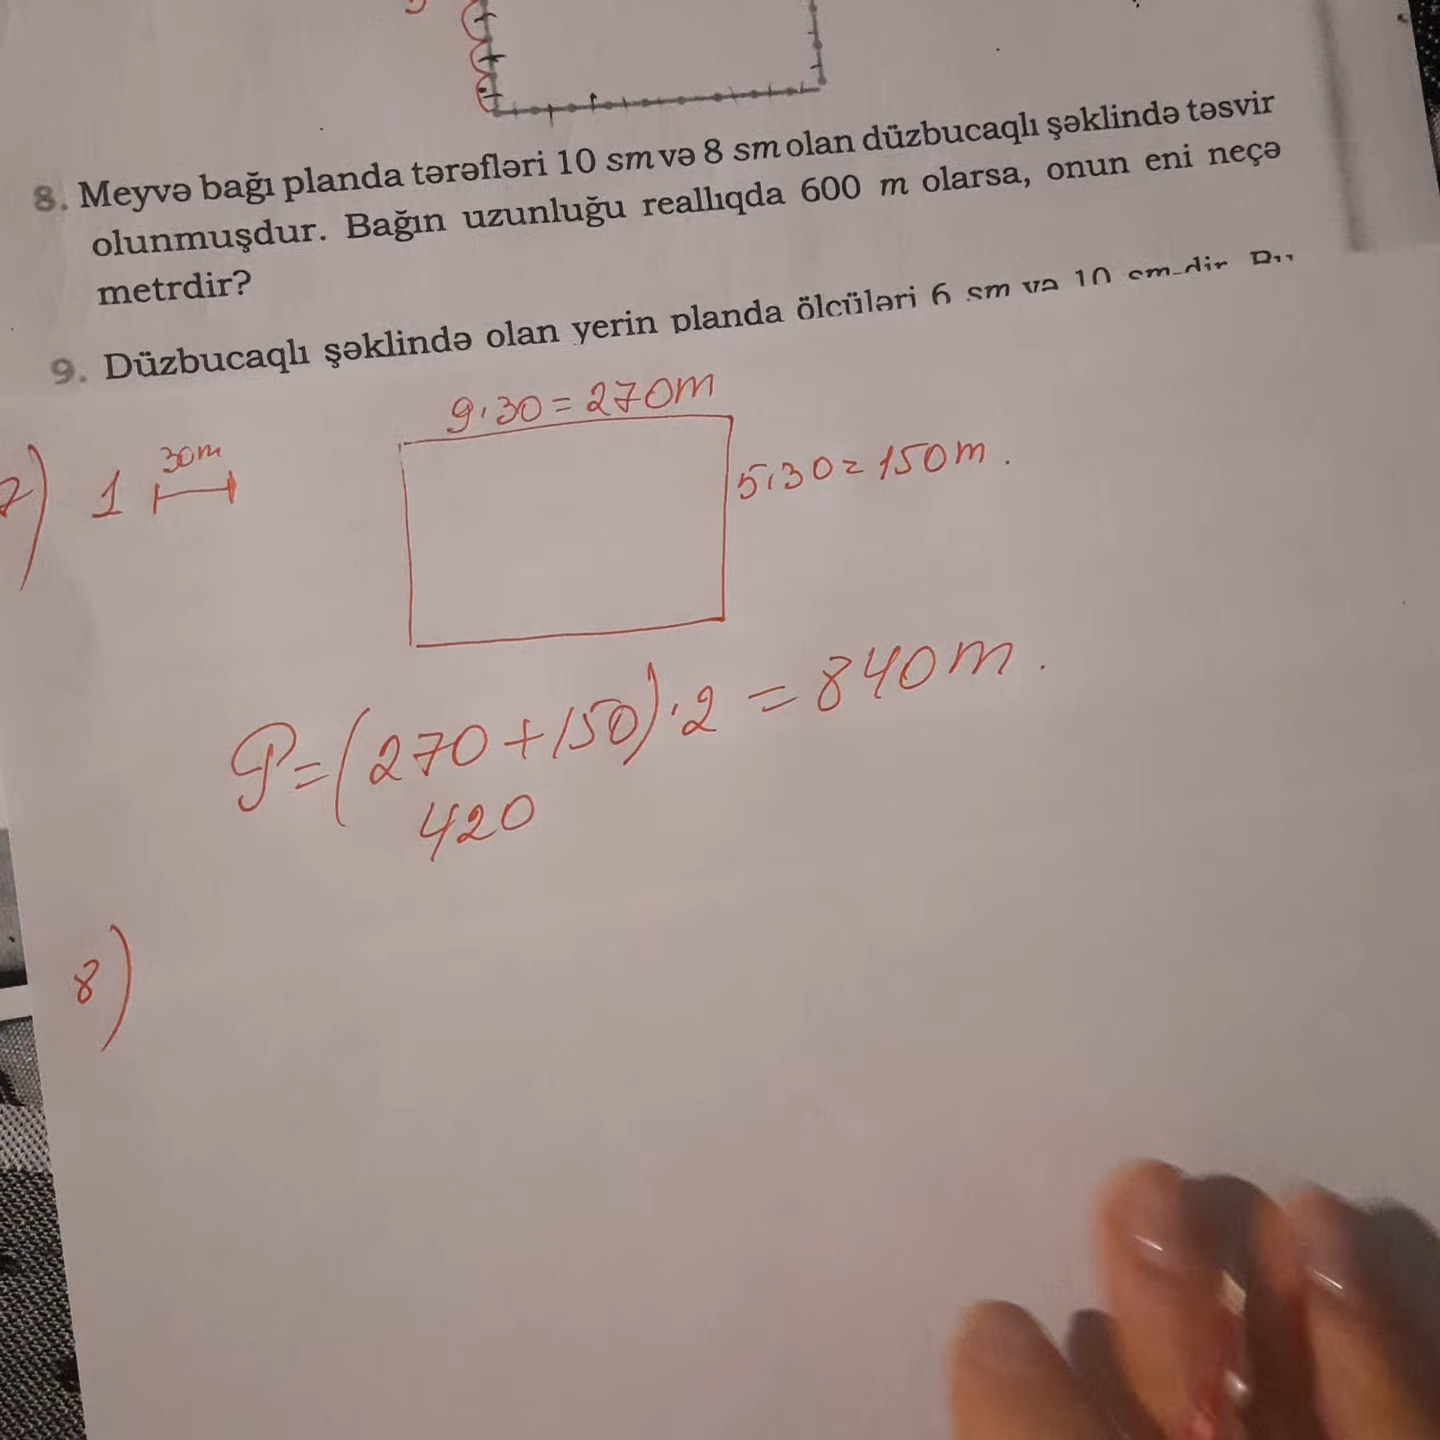 8. Meyvə bağı planda tərəfləri 10 sm və 8 sm olan düzbucaqlı şəklində təsvir
olunmuşdur. Bağın uzunluğu reallıqda 600 m olarsa, onun eni neçə
metrdir?
9. Düzbucaqlı şəklində olan yerin planda ölçüləri 6 sm və 10 sm-dir.
9·30=270m
7) 1 30m
5·30=150m.
P=(270+150)·2=840m.
420
8)